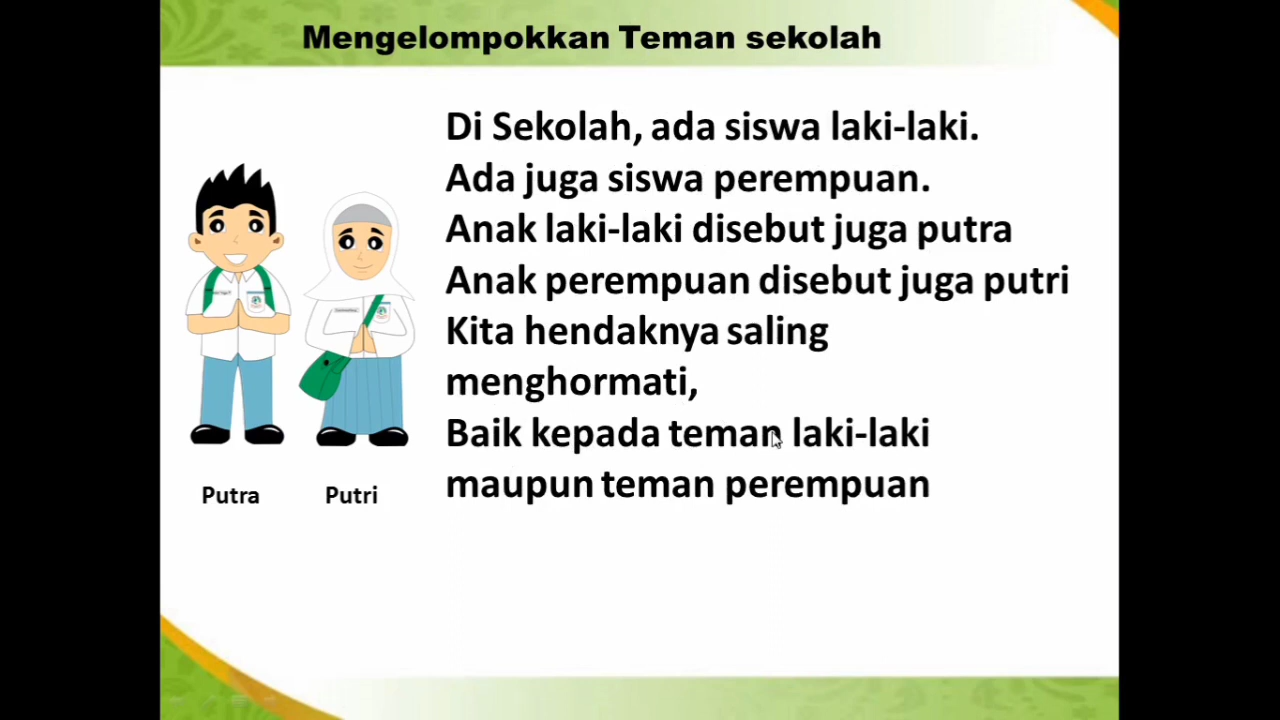 Mengelompokkan Teman sekolah
Di Sekolah, ada siswa laki-laki.
Ada juga siswa perempuan.
Anak laki-laki disebut juga putra
Anak perempuan disebut juga putri
Kita hendaknya saling
menghormati,
Baik kepada teman laki-laki
maupun teman perempuan
Putra
Putri